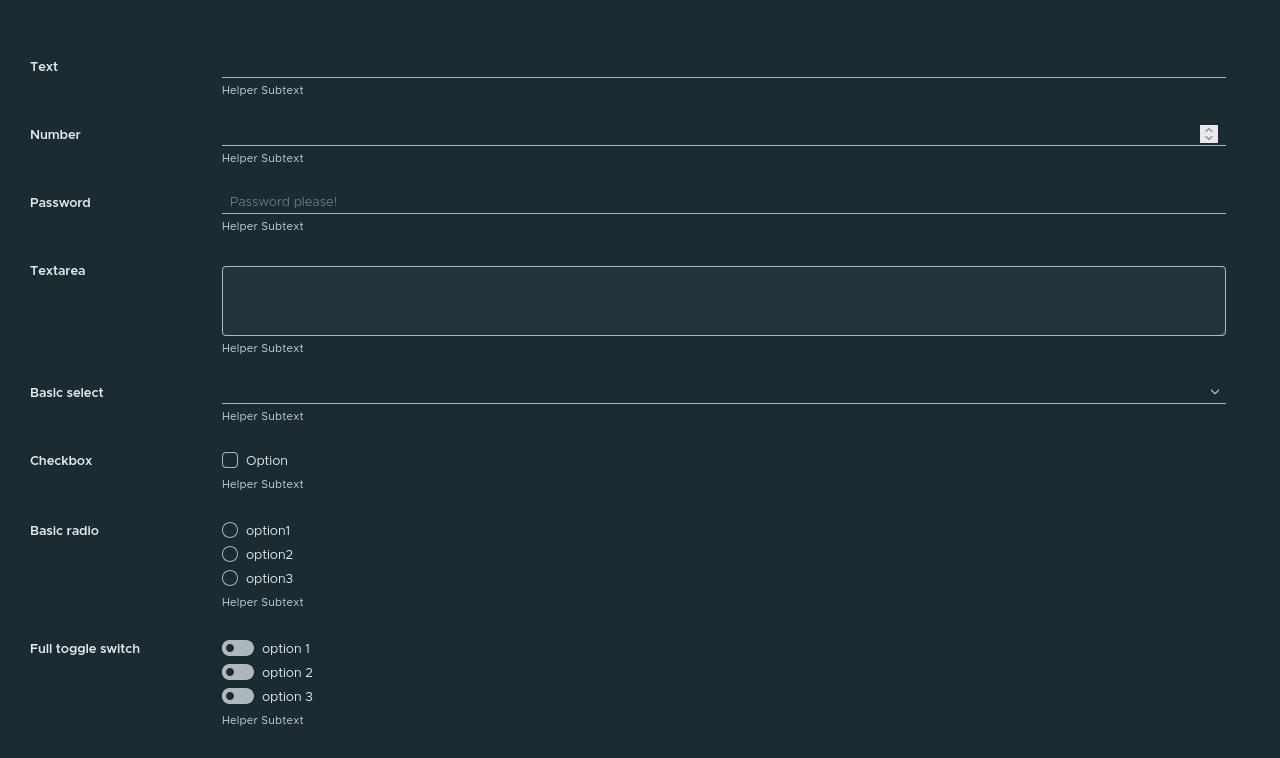 Text
Helper Subtext
Number
Helper Subtext
Password
Password please!
Helper Subtext
Textarea
Helper Subtext
Basic select
Helper Subtext
Checkbox
Option
Helper Subtext
Basic radio
option1
option2
option3
Helper Subtext
Full toggle switch
option 1
option 2
option 3
Helper Subtext